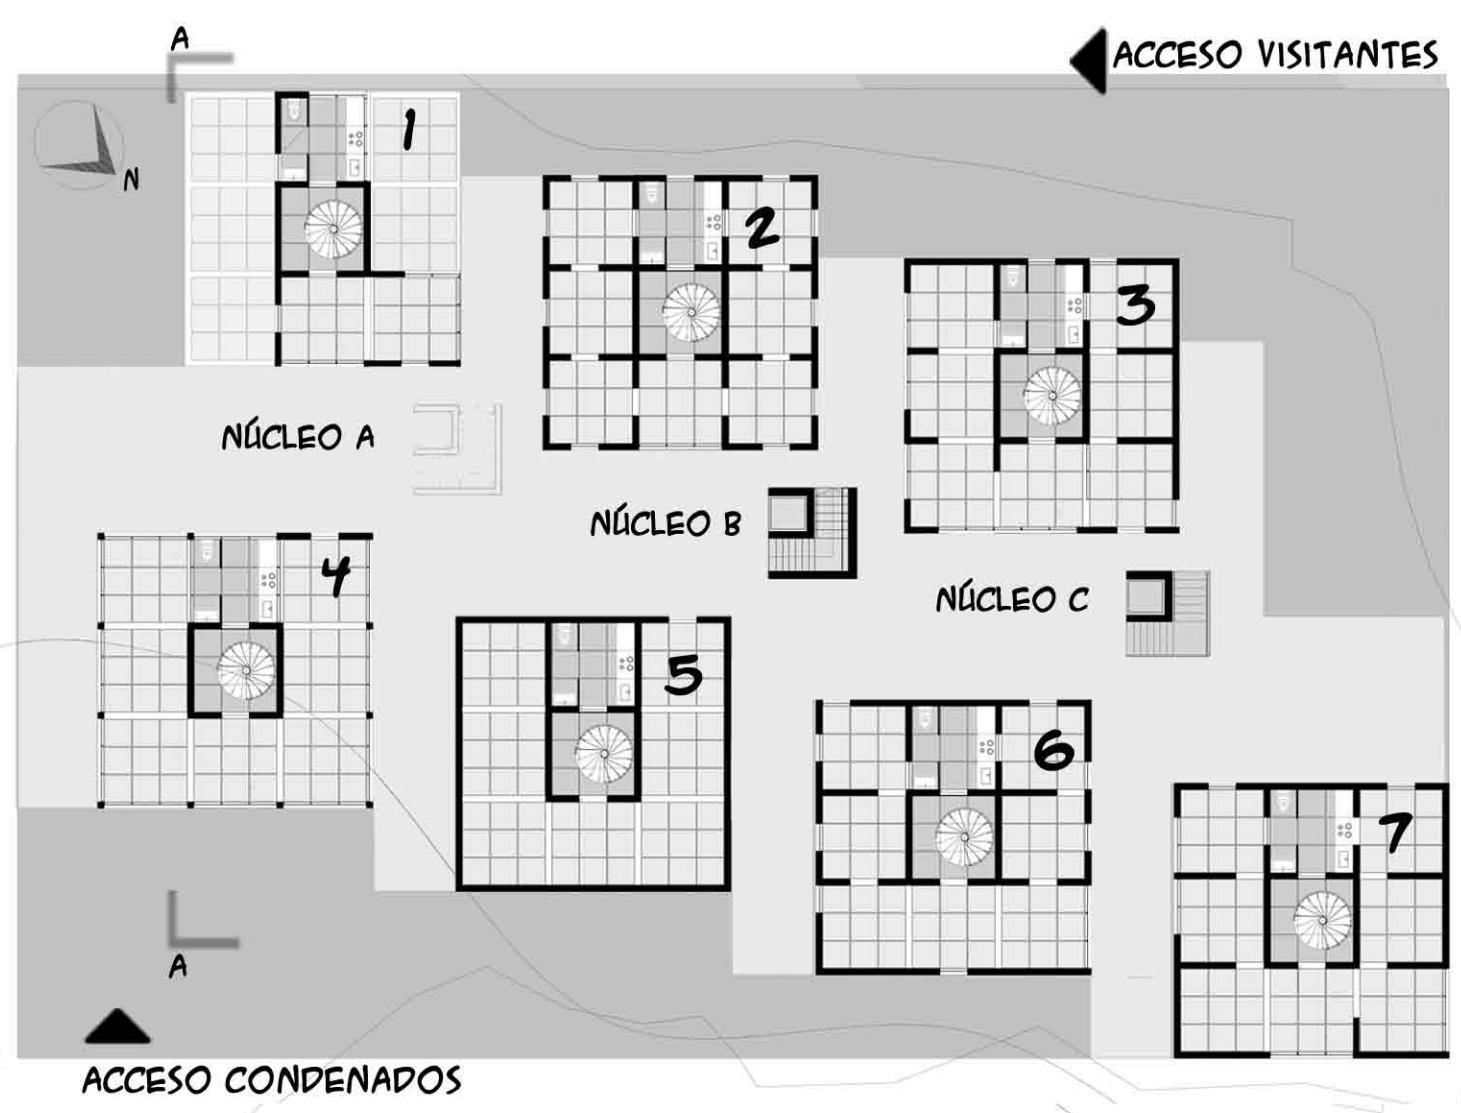 A
ACCESO VISITANTES
N
1
2
3
NÚCLEO A
NÚCLEO B
4
NÚCLEO C
5
6
7
A
ACCESO CONDENADOS